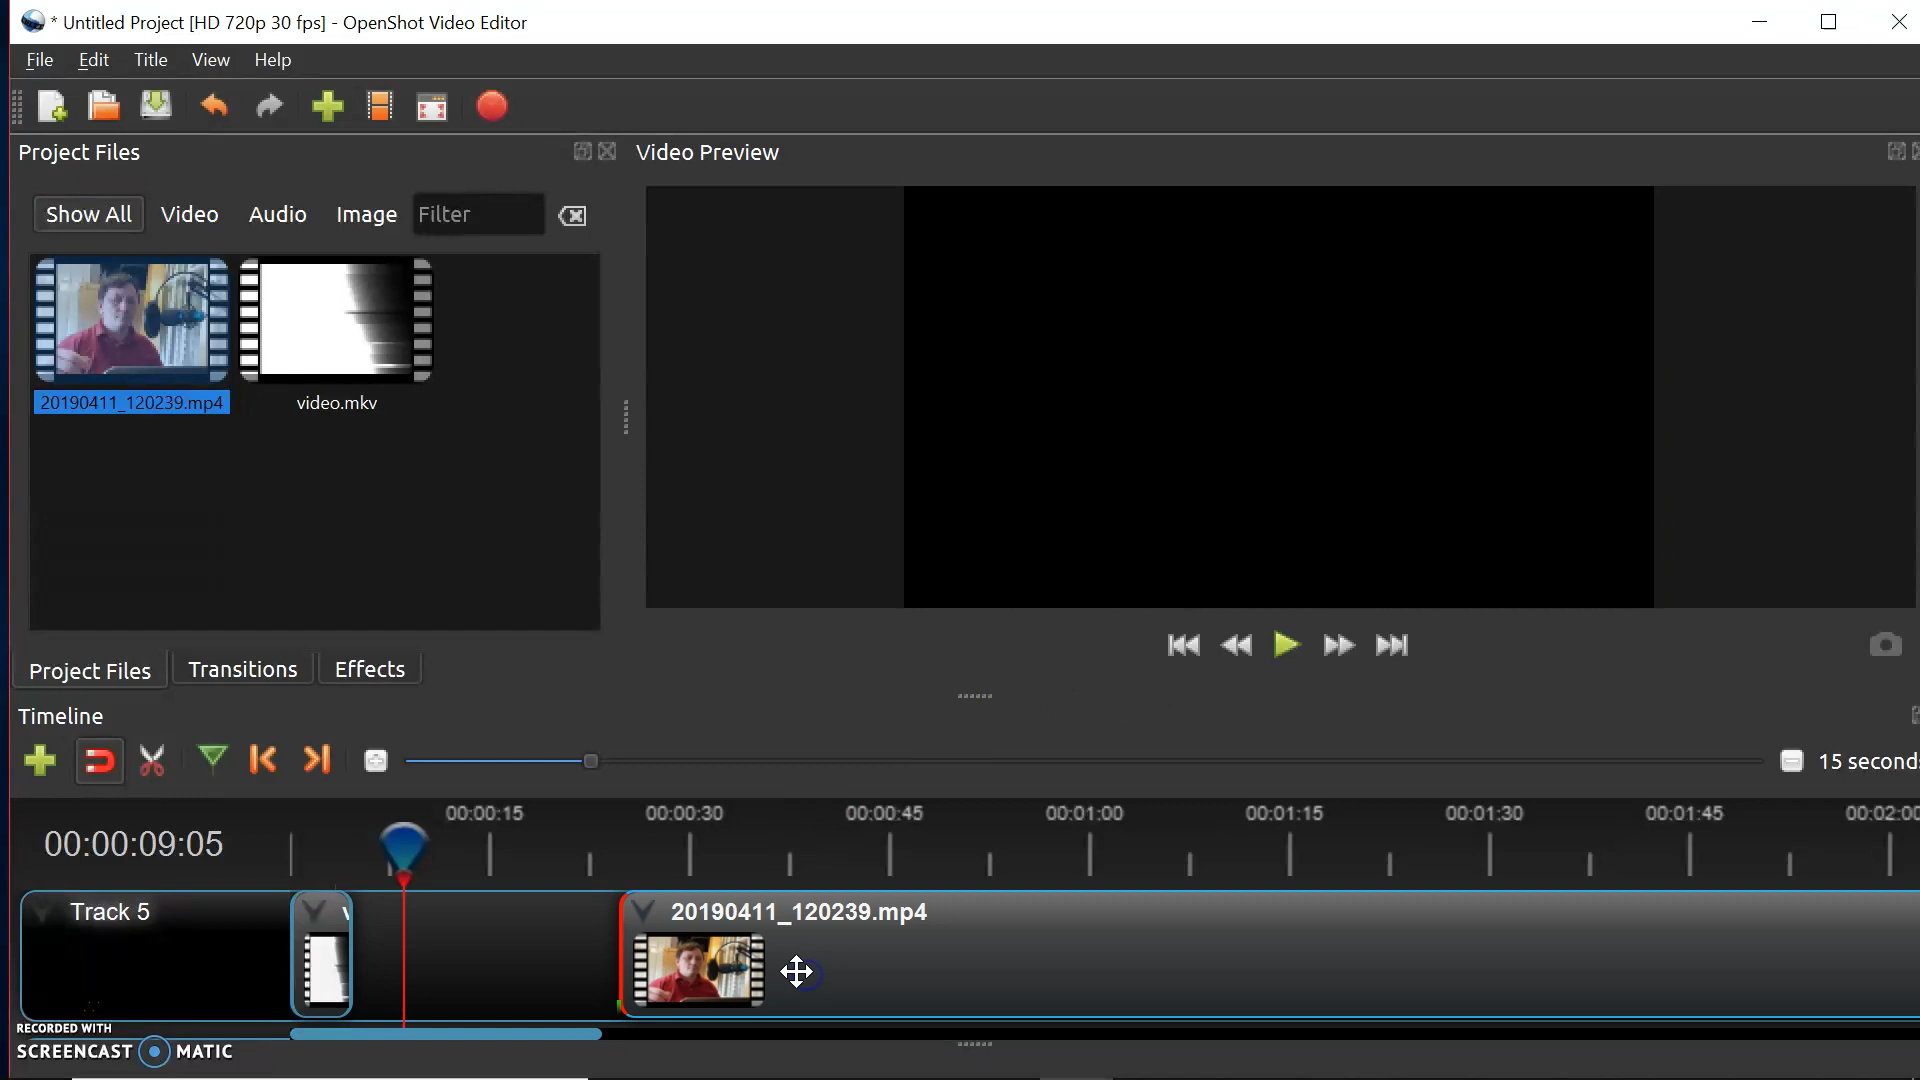 * Untitled Project [HD 720p 30 fps] - OpenShot Video Editor
File Edit Title View Help
Project Files
Video Preview
Show All Video Audio Image Filter
20190411_120239.mp4 video.mkv
Project Files Transitions Effects
Timeline
15 second
00:00:15 00:00:30 00:00:45 00:01:00 00:01:15 00:01:30 00:01:45 00:02:00
00:00:09:05
Track 5
20190411_120239.mp4
RECORDED WITH
SCREENCAST MATIC